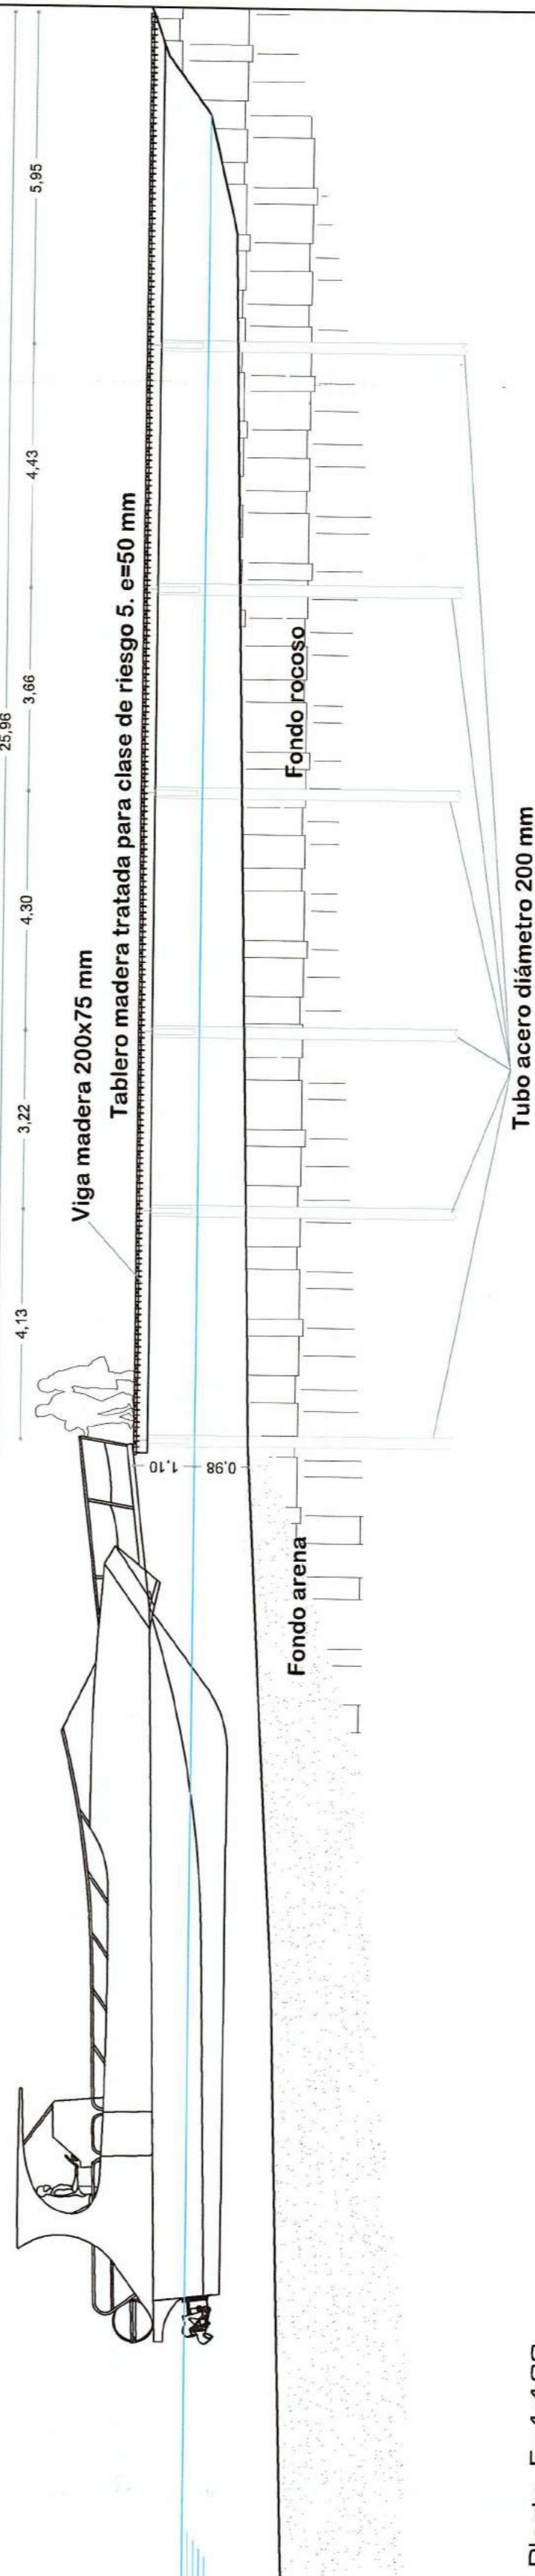 25,96
4,13
3,22
4,30
3,66
4,43
5,95
Viga madera 200x75 mm
Tablero madera tratada para clase de riesgo 5. e=50 mm
1,10
0,98
Fondo arena
Fondo rocoso
Tubo acero diámetro 200 mm